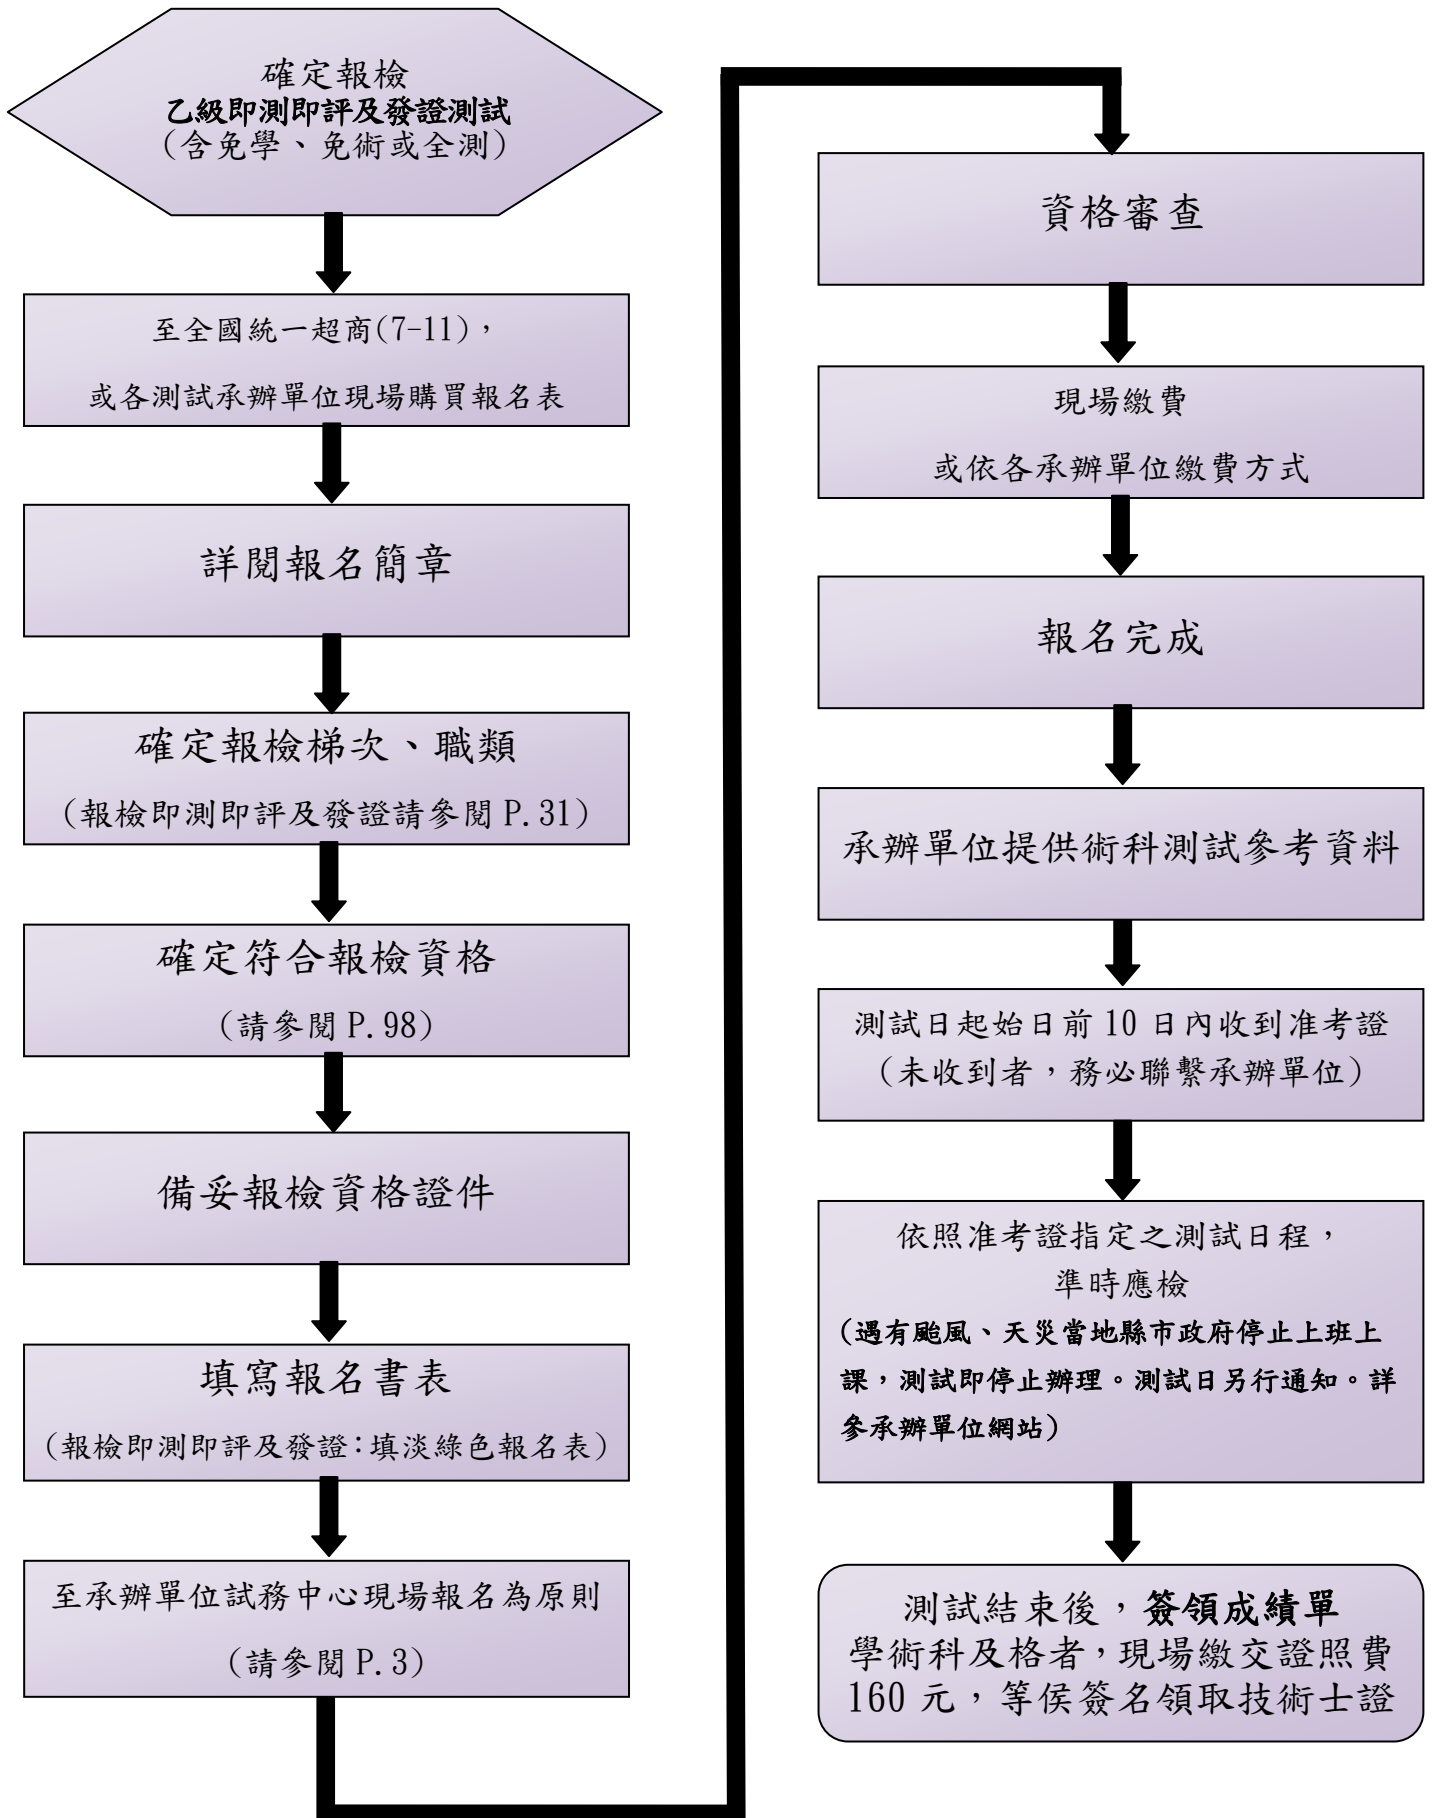 確定報檢
乙級即測即評及發證測試
(含免學、免術或全測)
至全國統一超商(7-11)，
或各測試承辦單位現場購買報名表
詳閱報名簡章
確定報檢梯次、職類
(報檢即測即評及發證請參閱 P.31)
確定符合報檢資格
(請參閱 P.98)
備妥報檢資格證件
填寫報名書表
(報檢即測即評及發證:填淡綠色報名表)
至承辦單位試務中心現場報名為原則
(請參閱 P.3)
資格審查
現場繳費
或依各承辦單位繳費方式
報名完成
承辦單位提供術科測試參考資料
測試日起始日前 10 日內收到准考證
(未收到者，務必聯繫承辦單位)
依照准考證指定之測試日程，
準時應檢
(遇有颱風、天災當地縣市政府停止上班上
課，測試即停止辦理。測試日另行通知。詳
參承辦單位網站)
測試結束後，簽領成績單
學術科及格者，現場繳交證照費
160 元，等侯簽名領取技術士證